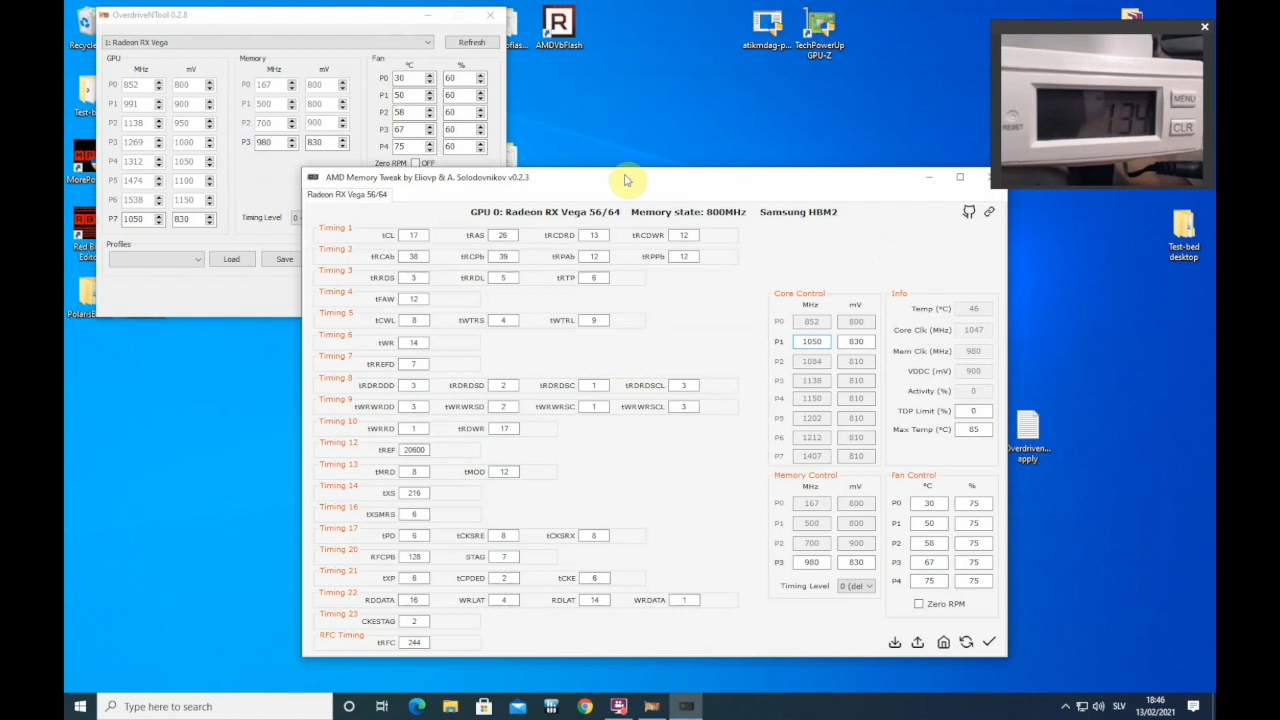 OverdriveNTool 0.2.8
1: Radeon RX Vega
Refresh
GPU
MHz mV
P0 852 800
P1 991 900
P2 1138 950
P3 1269 1000
P4 1312 1050
P5 1474 1100
P6 1538 1150
P7 1050 830
Memory
MHz mV
P0 167 800
P1 500 800
P2 700 900
P3 980 830
Timing Level 0
Fan
°C %
P0 30 60
P1 50 60
P2 58 60
P3 67 60
P4 75 60
Zero RPM OFF
Profiles
Load Save
AMDVbFlash
atikmdag-p...
TechPowerUp
GPU-Z
RESET
134
MENU
CLR
Test-bed
desktop
Overdriven...
apply
AMD Memory Tweak by Eliovp & A. Solodovnikov v0.2.3
Radeon RX Vega 56/64
GPU 0: Radeon RX Vega 56/64 Memory state: 800MHz Samsung HBM2
Timing 1
tCL 17 tRAS 26 tRCDRD 13 tRCDWR 12
Timing 2
tRCAb 38 tRCPb 39 tRPAb 12 tRPPb 12
Timing 3
tRRDS 3 tRRDL 5 tRTP 6
Timing 4
tFAW 12
Timing 5
tCWL 8 tWTRS 4 tWTRL 9
Timing 6
tWR 14
Timing 7
tRREFD 7
Timing 8
tRDRDD 3 tRDRDSD 2 tRDRDSC 1 tRDRDSCL 3
Timing 9
tWRWRDD 3 tWRWRSD 2 tWRWRSC 1 tWRWRSCL 3
Timing 10
tWRRD 1 tRDWR 17
Timing 12
tREF 20600
Timing 13
tMRD 8 tMOD 12
Timing 14
tXS 216
Timing 16
tXSMRS 6
Timing 17
tPD 6 tCKSRE 8 tCKSRX 8
Timing 20
RFCPB 128 STAG 7
Timing 21
tXP 6 tCPDED 2 tCKE 6
Timing 22
RDDATA 16 WRLAT 4 RDLAT 14 WRDATA 1
Timing 23
CKESTAG 2
RFC Timing
tRFC 244
Core Control
MHz mV
P0 852 800
P1 1050 830
P2 1084 810
P3 1138 810
P4 1150 810
P5 1202 810
P6 1212 810
P7 1407 810
Info
Temp (°C) 46
Core Clk (MHz) 1047
Mem Clk (MHz) 980
VDDC (mV) 900
Activity (%) 0
TDP Limit (%) 0
Max Temp (°C) 85
Memory Control
MHz mV
P0 167 800
P1 500 800
P2 700 900
P3 980 830
Timing Level 0 (del
Fan Control
°C %
P0 30 75
P1 50 75
P2 58 75
P3 67 75
P4 75 75
Zero RPM
Type here to search
SLV
18:46
13/02/2021